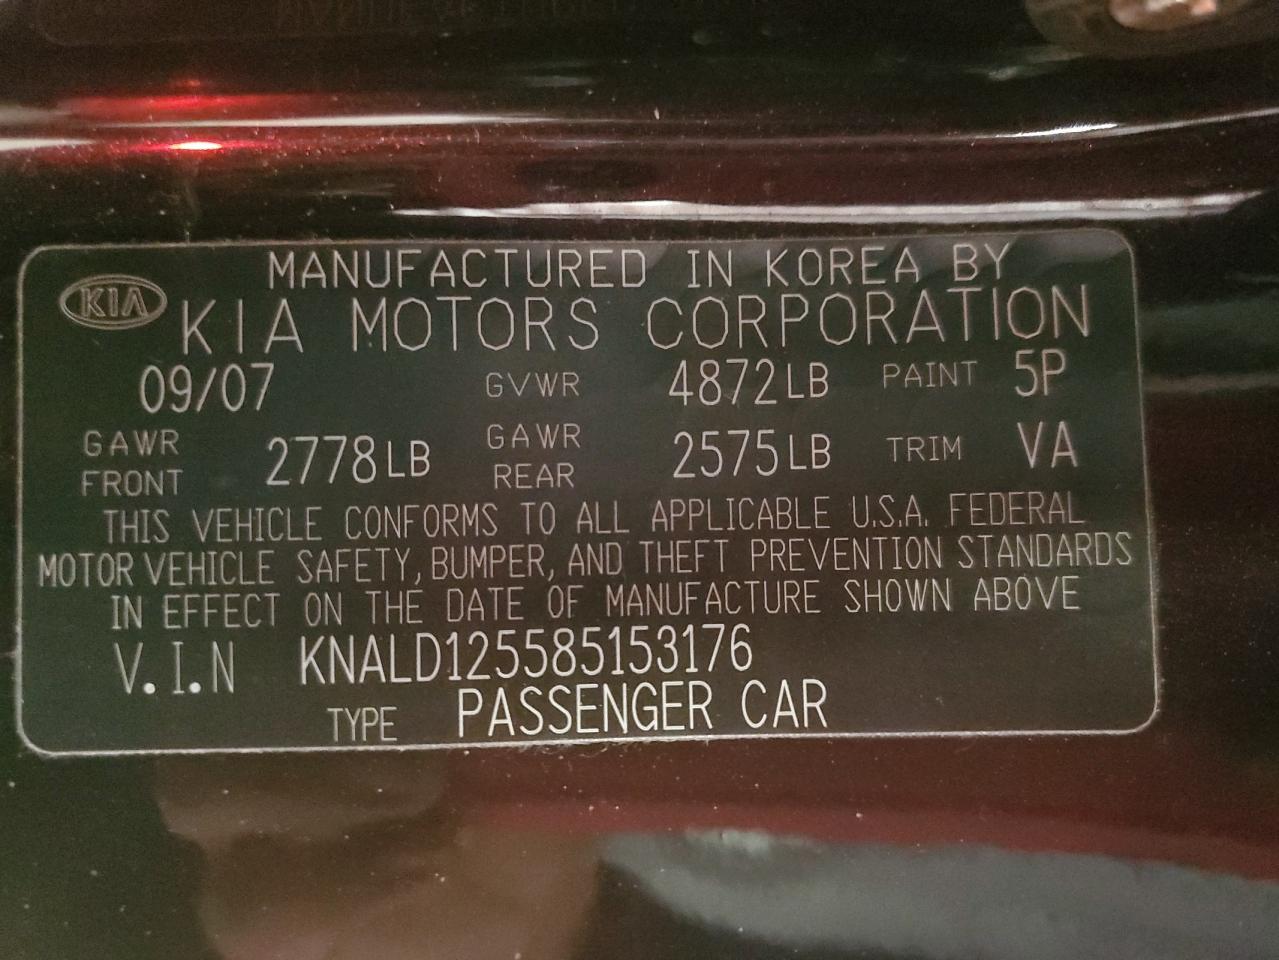 MANUFACTURED IN KOREA BY
KIA KIA MOTORS CORPORATION
09/07 GVWR 4872LB PAINT 5P
GAWR FRONT 2778LB GAWR REAR 2575LB TRIM VA
THIS VEHICLE CONFORMS TO ALL APPLICABLE U.S.A. FEDERAL
MOTOR VEHICLE SAFETY, BUMPER, AND THEFT PREVENTION STANDARDS
IN EFFECT ON THE DATE OF MANUFACTURE SHOWN ABOVE
V.I.N KNALD125585153176
TYPE PASSENGER CAR